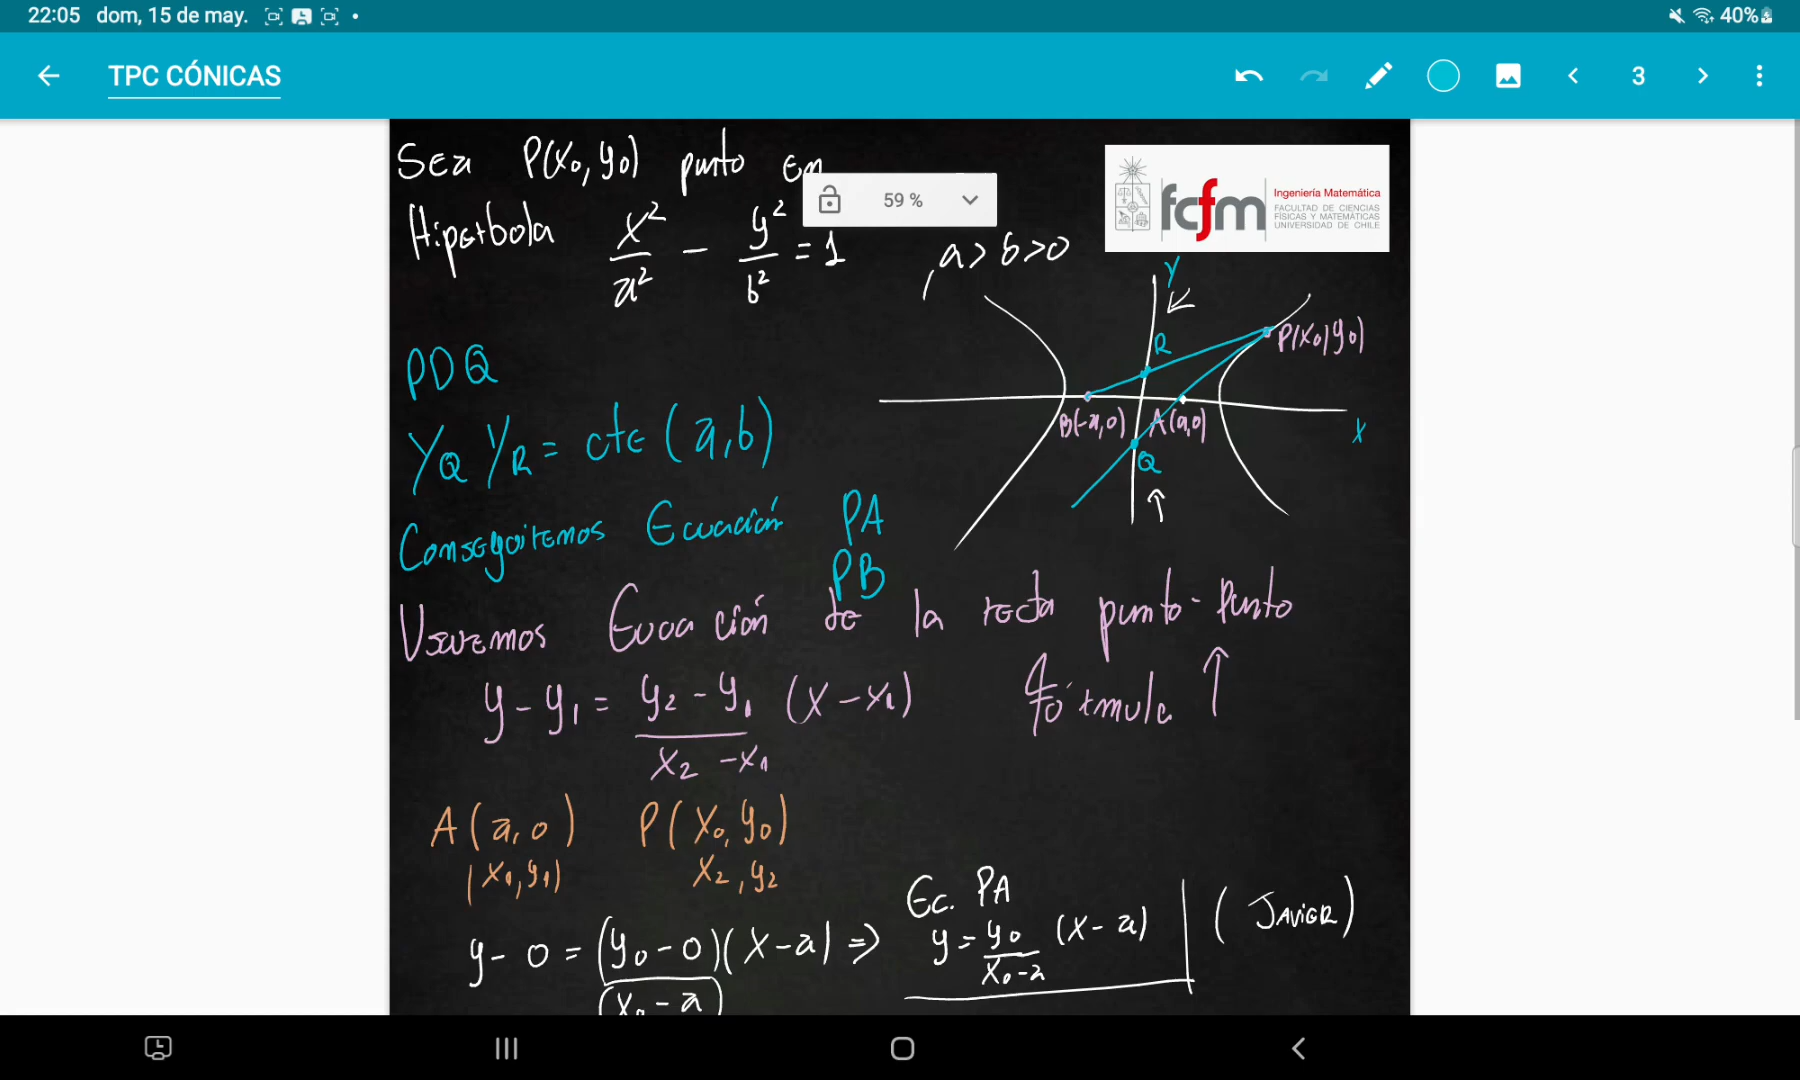 22:05 dom, 15 de may.
40%
TPC CÓNICAS
3
59 %
Sea P(x₀, y₀) punto en
Hipérbola x²/a² - y²/b² = 1 , a > b > 0
fcfm
Ingeniería Matemática
FACULTAD DE CIENCIAS
FÍSICAS Y MATEMÁTICAS
UNIVERSIDAD DE CHILE
Y
R
P(x₀, y₀)
B(-a, 0)
A(a, 0)
X
Q
PDQ
Y_Q Y_R = cte (a, b)
Conseguiremos Ecuación PA
PB
Usaremos Ecuación de la recta punto-punto
y - y₁ = (y₂ - y₁)/(x₂ - x₁) (x - x₁)
fórmula ↑
A(a, 0) P(x₀, y₀)
(x₁, y₁) x₂, y₂
Ec. PA
y - 0 = (y₀ - 0)/(x₀ - a) (x - a) ⇒ y = y₀/(x₀ - a) (x - a)
(JAVIER)